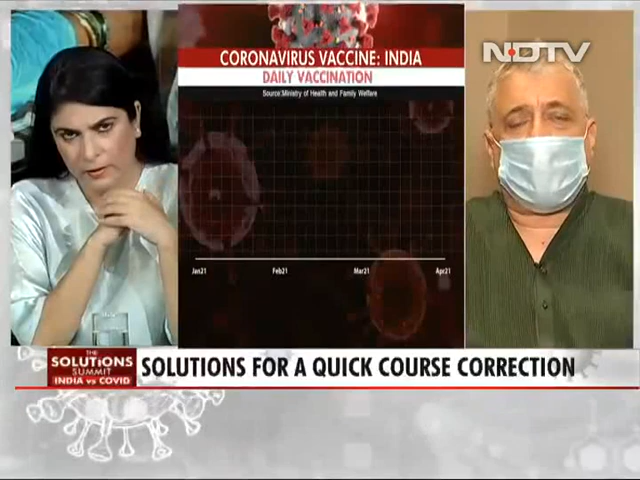 CORONAVIRUS VACCINE: INDIA
DAILY VACCINATION
Source:Ministry of Health and Family Welfare
NDTV
Jan21 Feb21 Mar21 Apr21
THE
SOLUTIONS
SUMMIT
INDIA vs COVID
SOLUTIONS FOR A QUICK COURSE CORRECTION